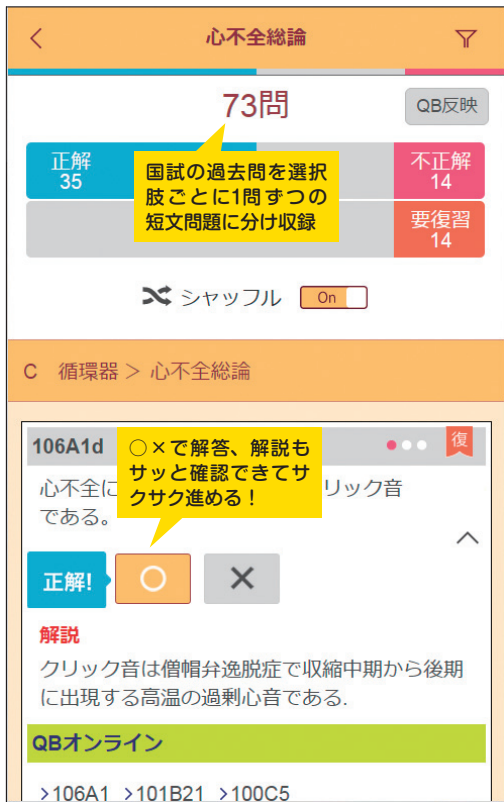 心不全総論
73問
QB反映
正解
35
国試の過去問を選択
肢ごとに1問ずつの
短文問題に分け収録
不正解
14
要復習
14
シャッフル On
C 循環器 > 心不全総論
106A1d
復
○×で解答、解説も
サッと確認できてサ
クサク進める！
心不全に
リック音
である。
正解!
○ ×
解説
クリック音は僧帽弁逸脱症で収縮中期から後期
に出現する高温の過剰心音である.
QBオンライン
>106A1 >101B21 >100C5